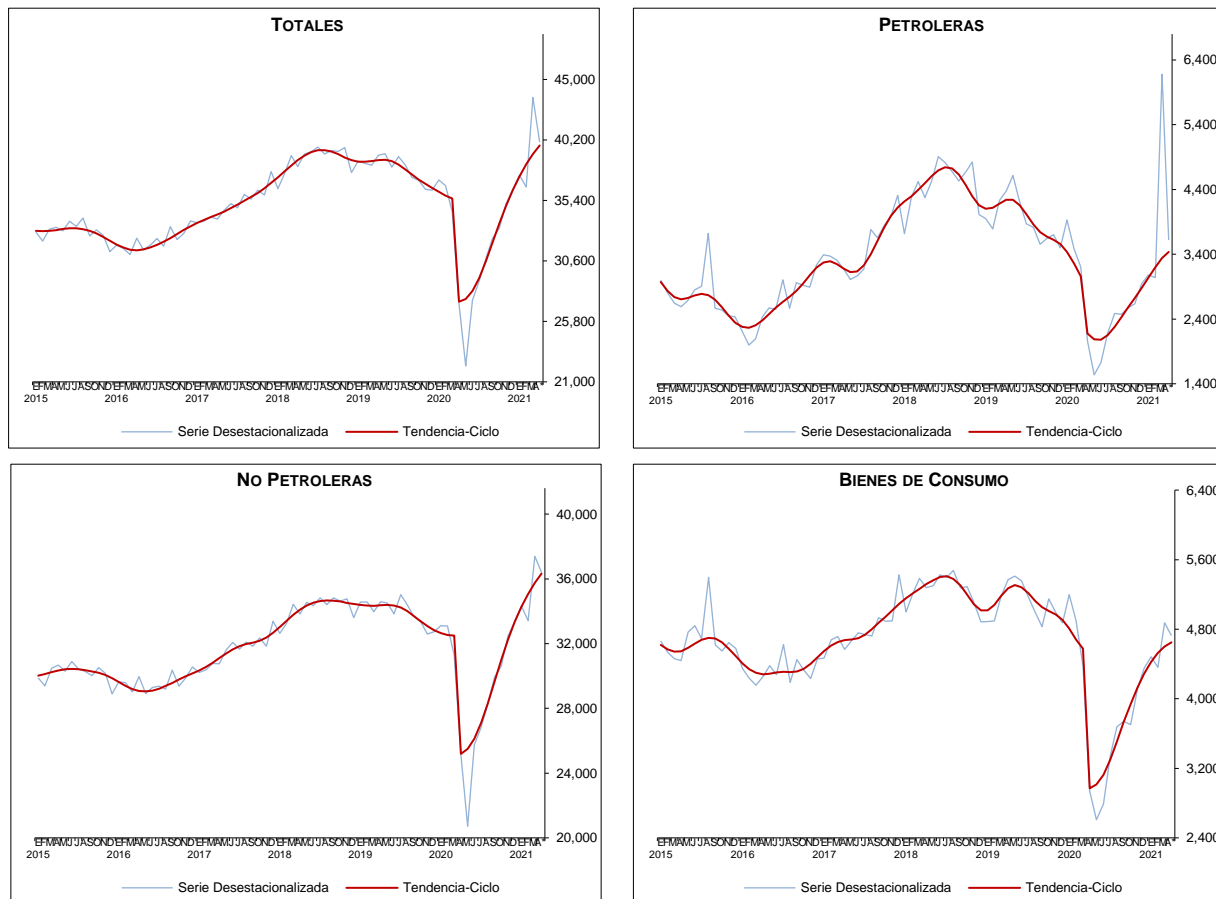 TOTALES
45,000
40,200
35,400
30,600
25,800
21,000
2015 2016 2017 2018 2019 2020 2021
Serie Desestacionalizada Tendencia-Ciclo
PETROLERAS
6,400
5,400
4,400
3,400
2,400
1,400
2015 2016 2017 2018 2019 2020 2021
Serie Desestacionalizada Tendencia-Ciclo
NO PETROLERAS
40,000
36,000
32,000
28,000
24,000
20,000
2015 2016 2017 2018 2019 2020 2021
Serie Desestacionalizada Tendencia-Ciclo
BIENES DE CONSUMO
6,400
5,600
4,800
4,000
3,200
2,400
2015 2016 2017 2018 2019 2020 2021
Serie Desestacionalizada Tendencia-Ciclo